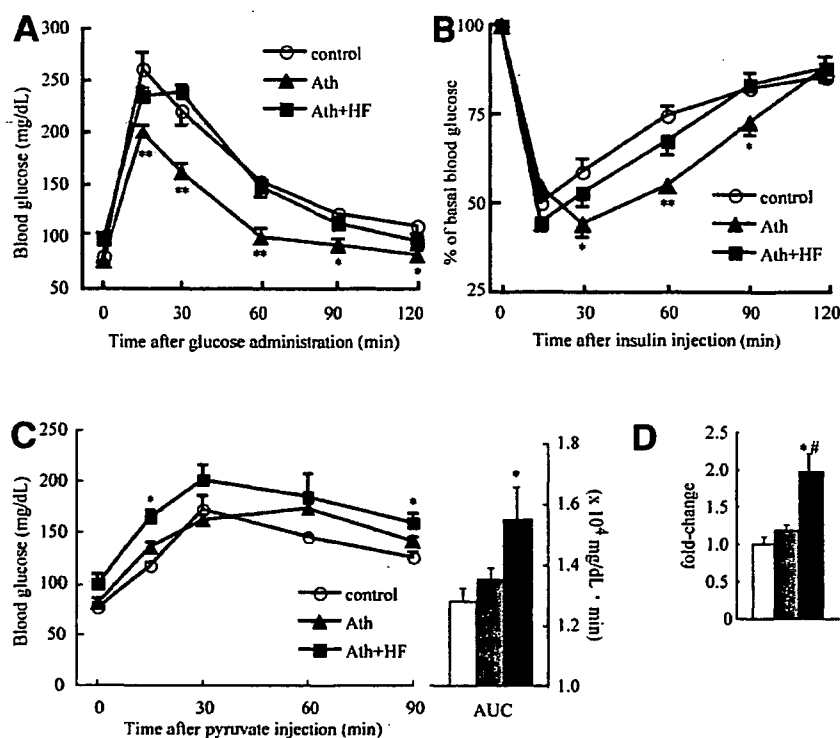 A
Blood glucose (mg/dL)
300
250
200
150
100
50
control
Ath
Ath+HF
**
**
**
*
*
0 30 60 90 120
Time after glucose administration (min)
B
% of basal blood glucose
100
75
50
25
control
Ath
Ath+HF
*
**
*
0 30 60 90 120
Time after insulin injection (min)
C
Blood glucose (mg/dL)
250
200
150
100
50
0
*
*
control
Ath
Ath+HF
0 30 60 90
Time after pyruvate injection (min)
*
1.8
1.6
1.4
1.2
1.0
(x 10⁴ mg/dL · min)
AUC
D
fold-change
2.5
2.0
1.5
1.0
0.5
0
*#